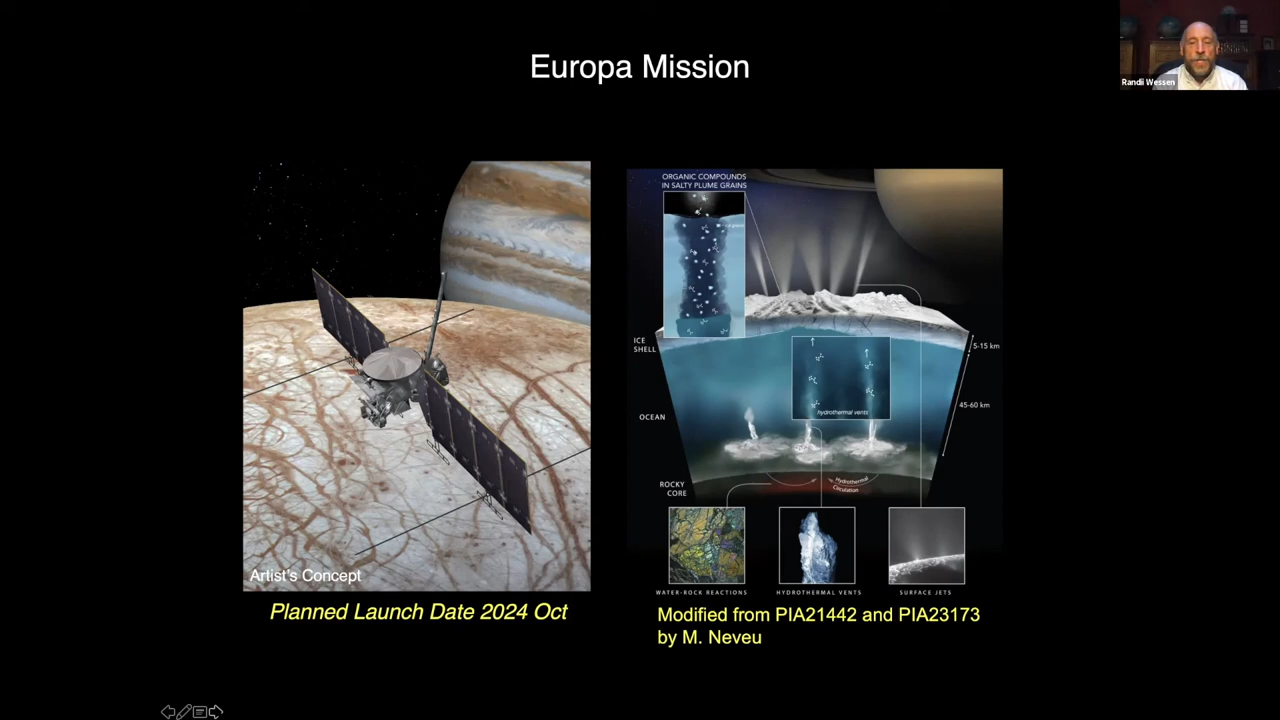 Europa Mission
Randii Wessen
ORGANIC COMPOUNDS
IN SALTY PLUME GRAINS
ICE
SHELL
5-15 km
hydrothermal vents
45-60 km
OCEAN
ROCKY
CORE
Hydrothermal
Circulation
WATER-ROCK REACTIONS
HYDROTHERMAL VENTS
SURFACE JETS
Artist's Concept
Planned Launch Date 2024 Oct
Modified from PIA21442 and PIA23173
by M. Neveu